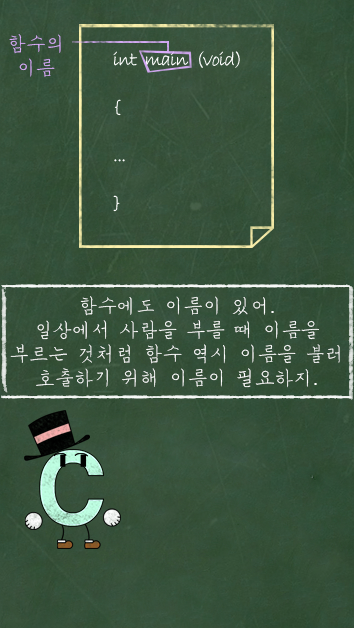 함수의
이름
int main (void)
{
...
}
함수에도 이름이 있어.
일상에서 사람을 부를 때 이름을
부르는 것처럼 함수 역시 이름을 불러
호출하기 위해 이름이 필요하지.
C